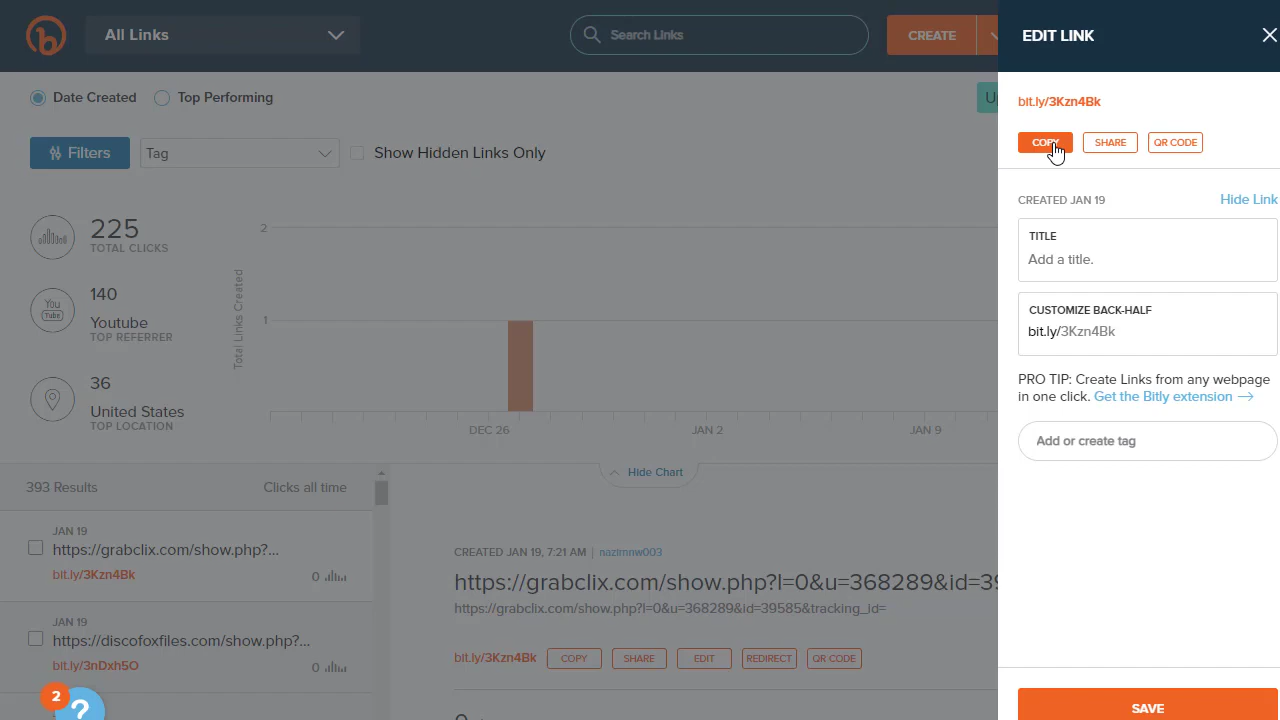 All Links
Search Links
CREATE
EDIT LINK
Date Created
Top Performing
Filters
Tag
Show Hidden Links Only
225
TOTAL CLICKS
140
You
Tube
Youtube
TOP REFERRER
36
United States
TOP LOCATION
Total Links Created
2
1
DEC 26
JAN 2
JAN 9
Hide Chart
393 Results
Clicks all time
JAN 19
https://grabclix.com/show.php?...
bit.ly/3Kzn4Bk
0
JAN 19
https://discofoxfiles.com/show.php?...
bit.ly/3nDxh5O
0
2
?
CREATED JAN 19, 7:21 AM | nazimnw003
https://grabclix.com/show.php?l=0&u=368289&id=39
https://grabclix.com/show.php?l=0&u=368289&id=39585&tracking_id=
bit.ly/3Kzn4Bk
COPY
SHARE
EDIT
REDIRECT
QR CODE
bit.ly/3Kzn4Bk
COPY
SHARE
QR CODE
CREATED JAN 19
Hide Link
TITLE
Add a title.
CUSTOMIZE BACK-HALF
bit.ly/3Kzn4Bk
PRO TIP: Create Links from any webpage
in one click. Get the Bitly extension →
Add or create tag
SAVE